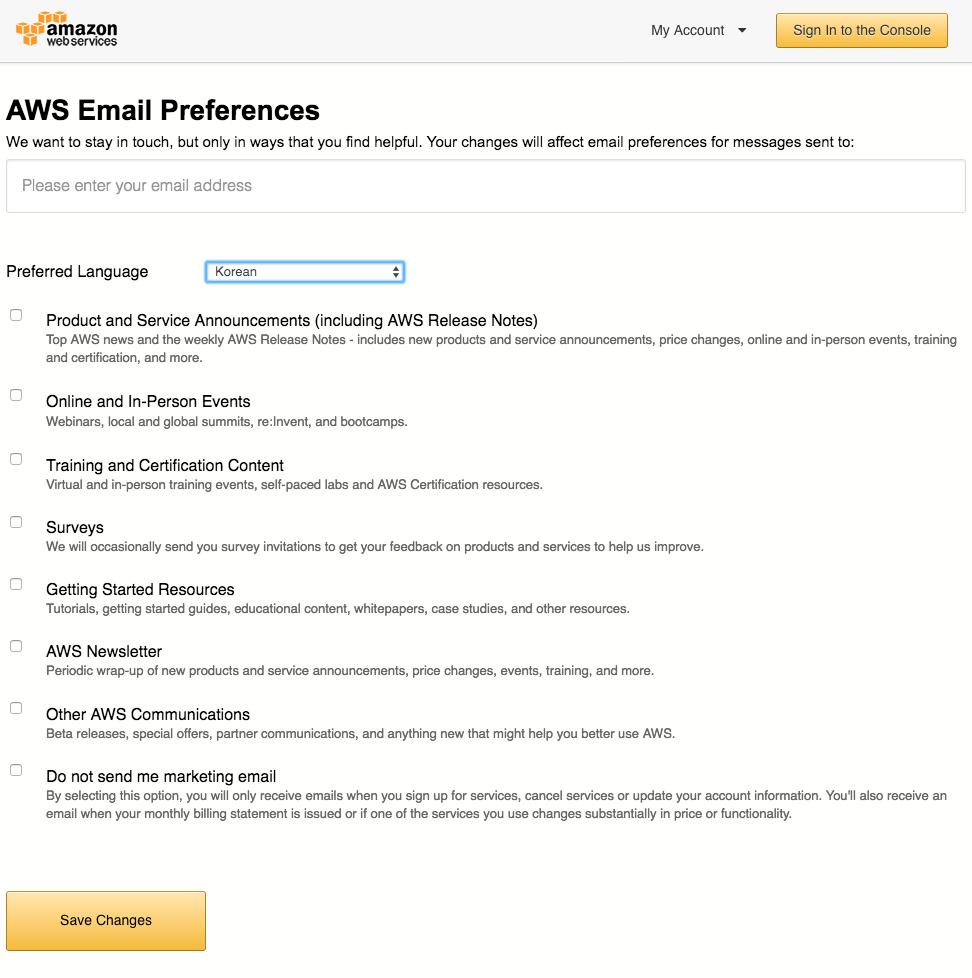 amazon
webservices
My Account
Sign In to the Console
AWS Email Preferences
We want to stay in touch, but only in ways that you find helpful. Your changes will affect email preferences for messages sent to:
Please enter your email address
Preferred Language
Korean
Product and Service Announcements (including AWS Release Notes)
Top AWS news and the weekly AWS Release Notes - includes new products and service announcements, price changes, online and in-person events, training
and certification, and more.
Online and In-Person Events
Webinars, local and global summits, re:Invent, and bootcamps.
Training and Certification Content
Virtual and in-person training events, self-paced labs and AWS Certification resources.
Surveys
We will occasionally send you survey invitations to get your feedback on products and services to help us improve.
Getting Started Resources
Tutorials, getting started guides, educational content, whitepapers, case studies, and other resources.
AWS Newsletter
Periodic wrap-up of new products and service announcements, price changes, events, training, and more.
Other AWS Communications
Beta releases, special offers, partner communications, and anything new that might help you better use AWS.
Do not send me marketing email
By selecting this option, you will only receive emails when you sign up for services, cancel services or update your account information. You'll also receive an
email when your monthly billing statement is issued or if one of the services you use changes substantially in price or functionality.
Save Changes